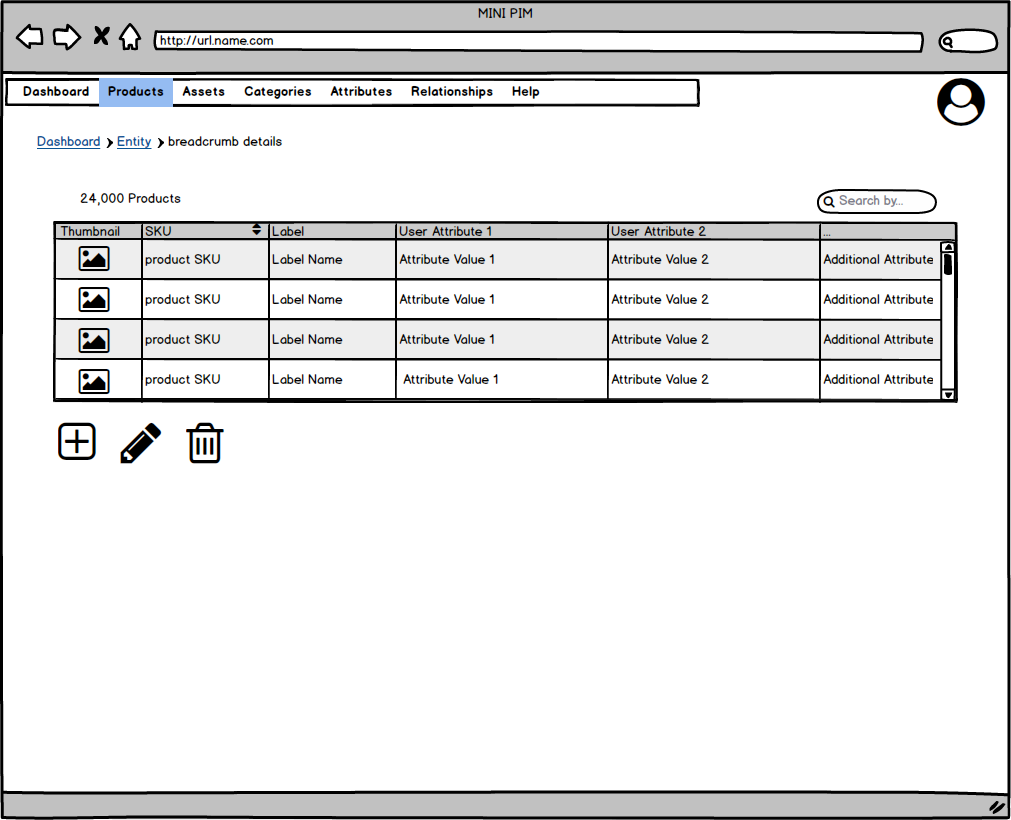 MINI PIM
http://url.name.com
Dashboard Products Assets Categories Attributes Relationships Help
Dashboard Entity breadcrumb details
24,000 Products
Search by...
Thumbnail SKU Label User Attribute 1 User Attribute 2 ...
product SKU Label Name Attribute Value 1 Attribute Value 2 Additional Attribute
product SKU Label Name Attribute Value 1 Attribute Value 2 Additional Attribute
product SKU Label Name Attribute Value 1 Attribute Value 2 Additional Attribute
product SKU Label Name Attribute Value 1 Attribute Value 2 Additional Attribute